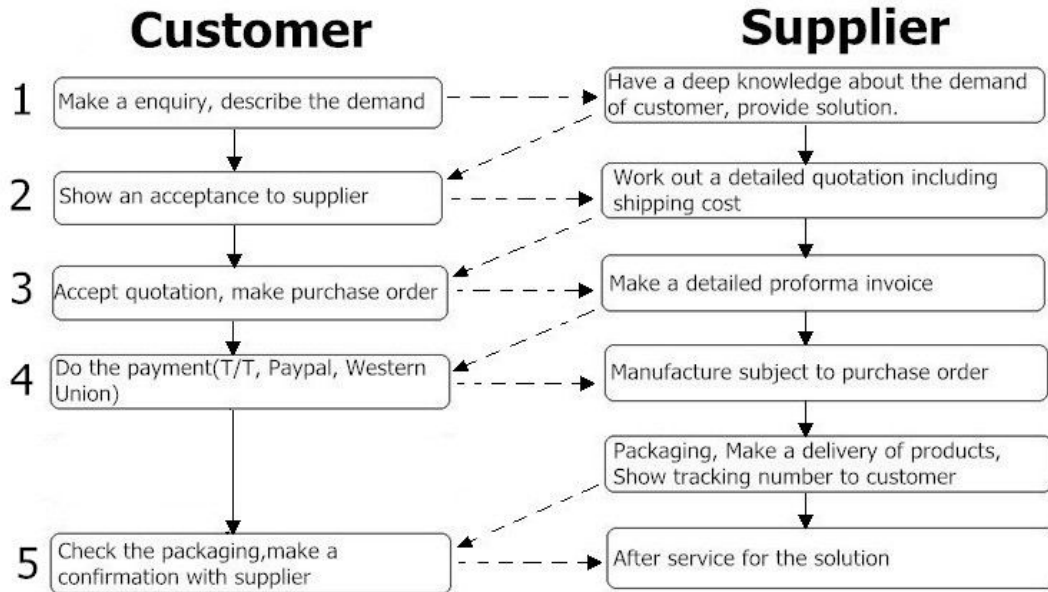 Customer
Supplier
1
Make a enquiry, describe the demand
Have a deep knowledge about the demand
of customer, provide solution.
2
Show an acceptance to supplier
Work out a detailed quotation including
shipping cost
3
Accept quotation, make purchase order
Make a detailed proforma invoice
4
Do the payment(T/T, Paypal, Western
Union)
Manufacture subject to purchase order
Packaging, Make a delivery of products,
Show tracking number to customer
5
Check the packaging,make a
confirmation with supplier
After service for the solution